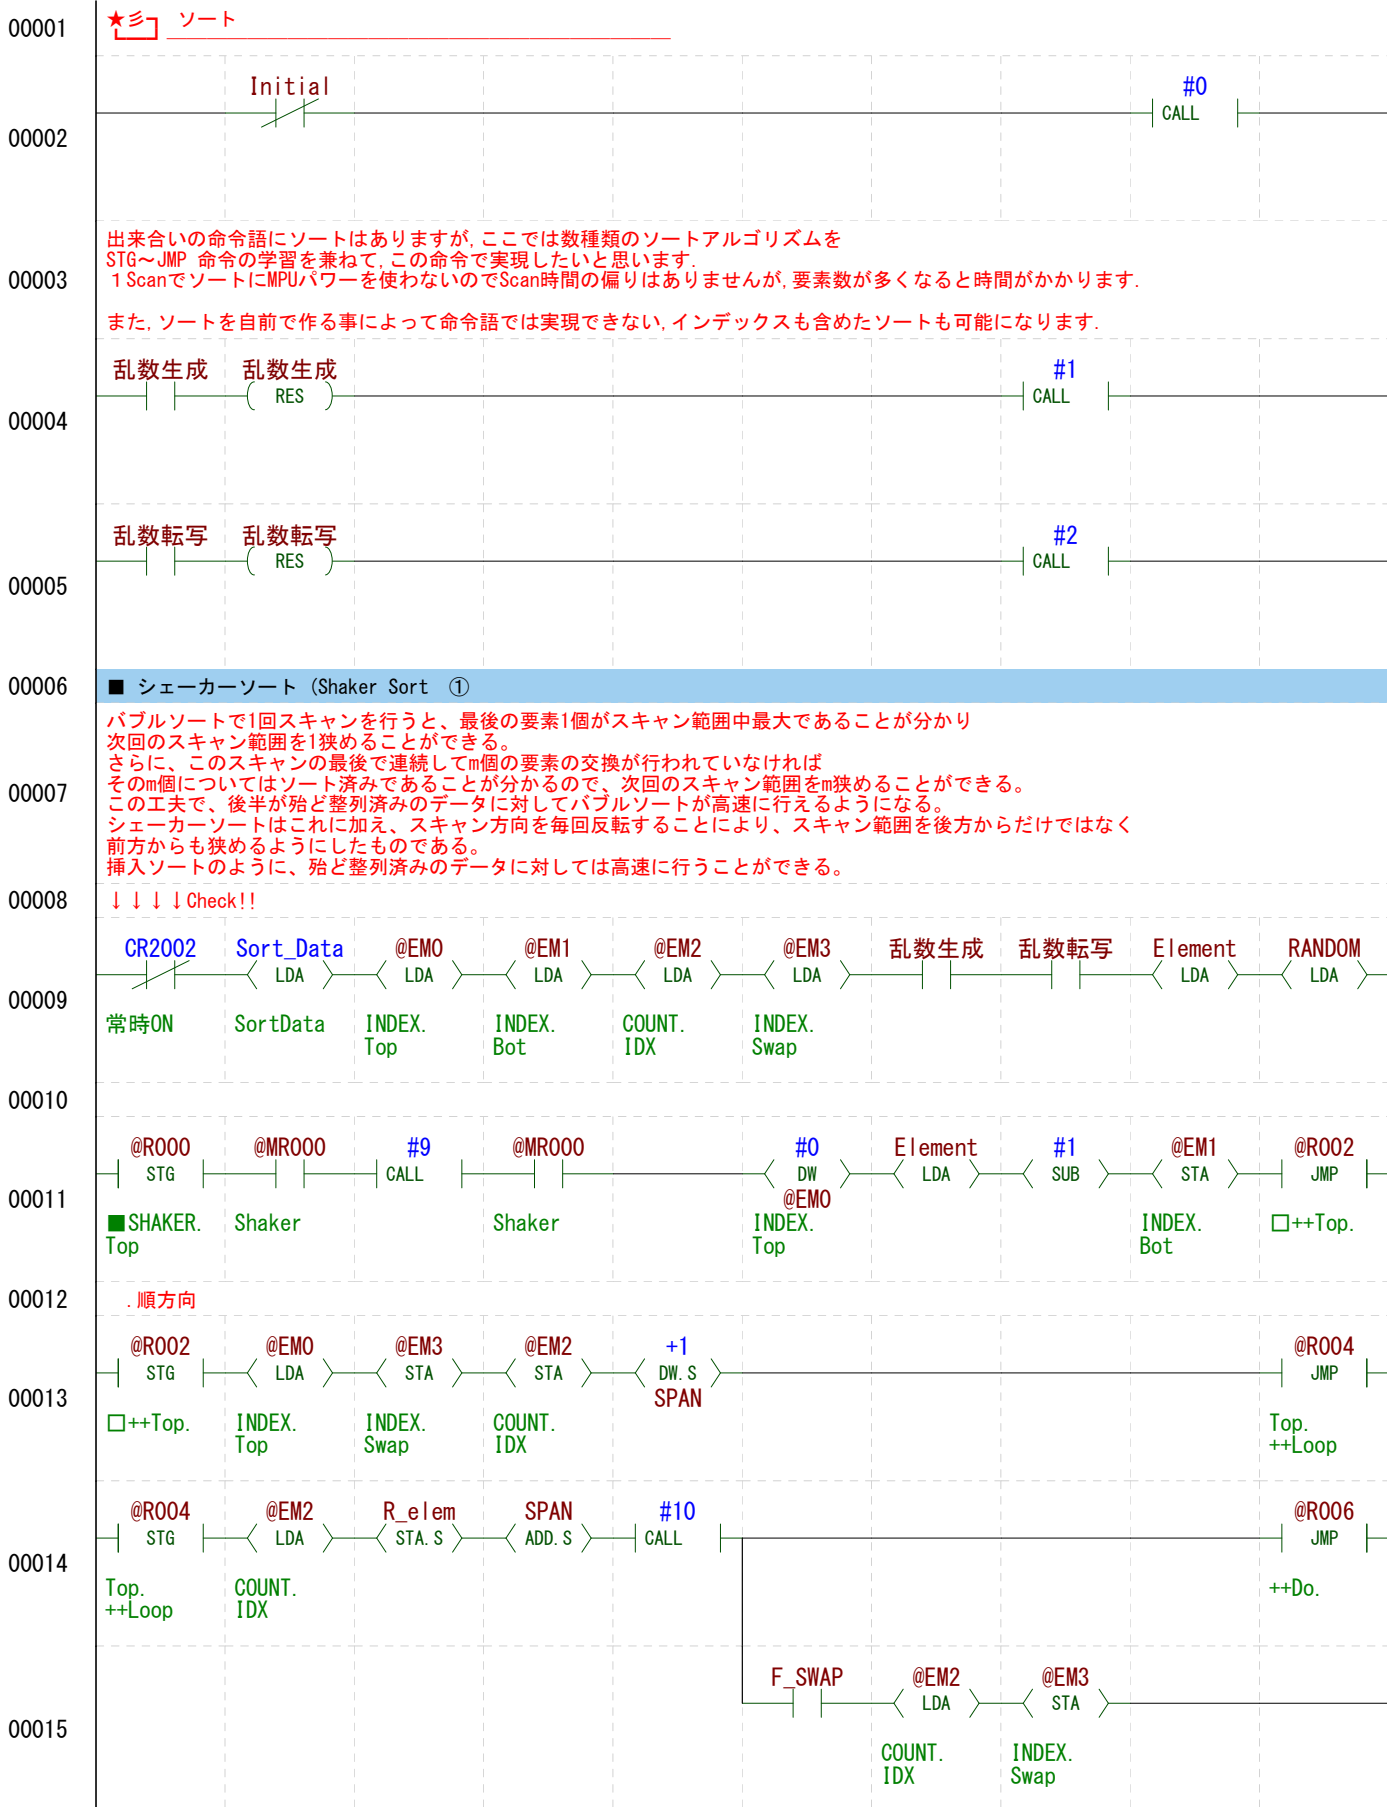 00001
★彡┓ ソート
Initial
#0
CALL
00002
出来合いの命令語にソートはありますが,ここでは数種類のソートアルゴリズムを
STG～JMP 命令の学習を兼ねて,この命令で実現したいと思います.
00003
１ScanでソートにMPUパワーを使わないのでScan時間の偏りはありませんが,要素数が多くなると時間がかかります.
また,ソートを自前で作る事によって命令語では実現できない,インデックスも含めたソートも可能になります.
乱数生成 乱数生成 #1
RES CALL
00004
乱数転写 乱数転写 #2
RES CALL
00005
00006 ■ シェーカーソート（Shaker Sort ①
バブルソートで1回スキャンを行うと、最後の要素1個がスキャン範囲中最大であることが分かり
次回のスキャン範囲を1狭めることができる。
さらに、このスキャンの最後で連続してm個の要素の交換が行われていなければ
そのm個についてはソート済みであることが分かるので、次回のスキャン範囲をm狭めることができる。
00007
この工夫で、後半が殆ど整列済みのデータに対してバブルソートが高速に行えるようになる。
シェーカーソートはこれに加え、スキャン方向を毎回反転することにより、スキャン範囲を後方からだけではなく
前方からも狭めるようにしたものである。
挿入ソートのように、殆ど整列済みのデータに対しては高速に行うことができる。
00008 ↓↓↓↓Check!!
CR2002 Sort_Data @EM0 @EM1 @EM2 @EM3 乱数生成 乱数転写 Element RANDOM
LDA LDA LDA LDA LDA LDA LDA
00009
常時ON SortData INDEX. INDEX. COUNT. INDEX.
Top Bot IDX Swap
00010
@R000 @MR000 #9 @MR000 #0 Element #1 @EM1 @R002
STG CALL DW LDA SUB STA JMP
@EM0
00011
■SHAKER. Shaker Shaker INDEX. INDEX. □++Top.
Top Top Bot
00012 .順方向
@R002 @EM0 @EM3 @EM2 +1 @R004
STG LDA STA STA DW.S JMP
SPAN
00013
□++Top. INDEX. INDEX. COUNT. Top.
Top Swap IDX ++Loop
@R004 @EM2 R_elem SPAN #10 @R006
STG LDA STA.S ADD.S CALL JMP
00014
Top. COUNT. ++Do.
++Loop IDX
F_SWAP @EM2 @EM3
LDA STA
00015
COUNT. INDEX.
IDX Swap